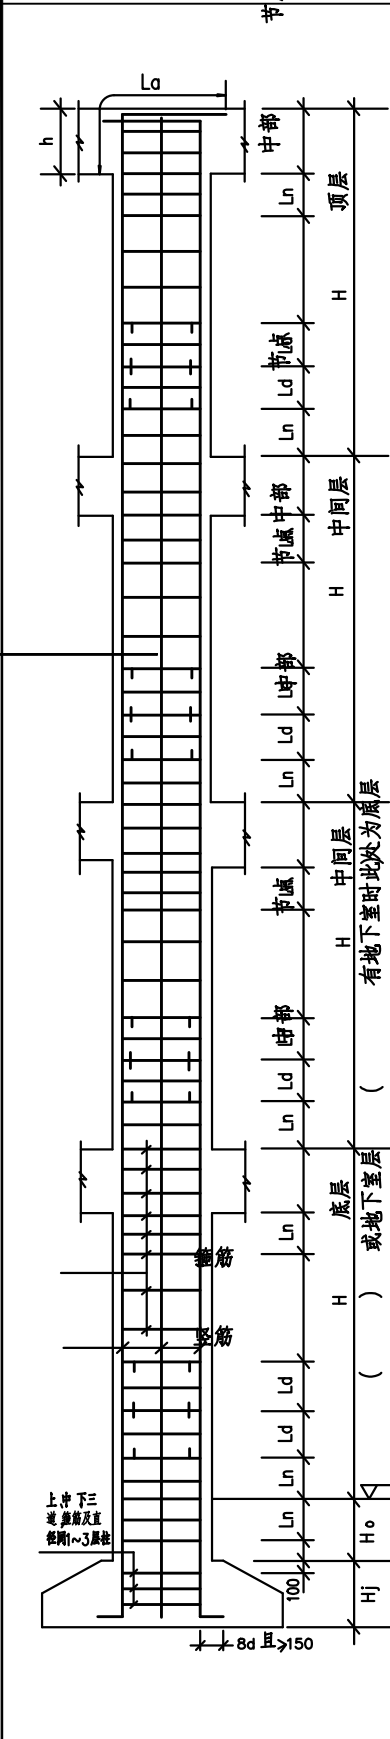 节
La
h
中部
Ln
顶层
H
节点
Ld
Ld
Ln
中部
中间层
节点
H
中部
Ld
Ln
中间层
节点
H
有地下室时此处为底层
中部
Ld
Ln
(
底层
或地下室层
Ln
箍筋
H
(
)
竖筋
Ld
Ld
Ln
上 中 下三
道 箍筋及直
径同1~3层柱
Ln
Ho
100
Hj
8d 且≥150